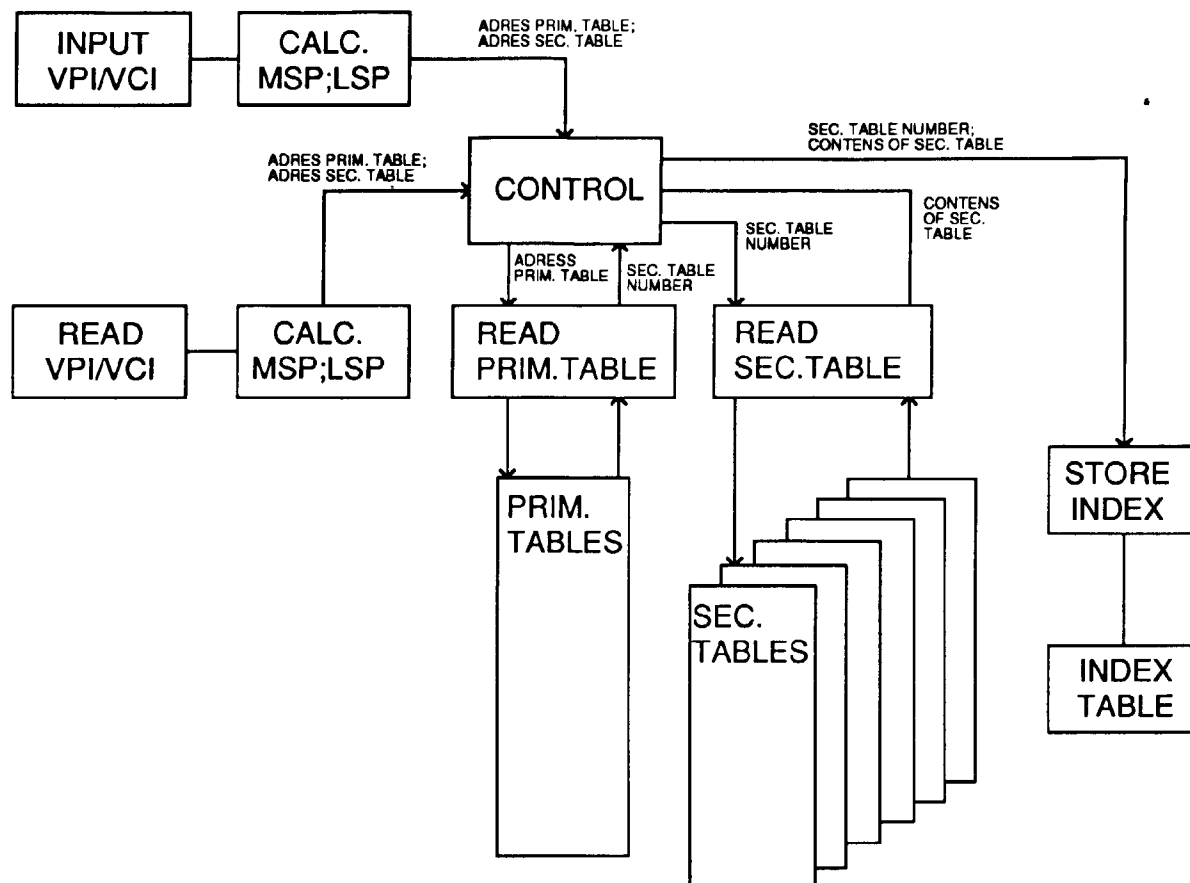 INPUT
VPI/VCI
CALC.
MSP;LSP
ADRES PRIM. TABLE;
ADRES SEC. TABLE
SEC. TABLE NUMBER;
CONTENS OF SEC. TABLE
ADRES PRIM. TABLE;
ADRES SEC. TABLE
CONTROL
CONTENS
OF SEC.
TABLE
SEC. TABLE
NUMBER
ADRESS
PRIM. TABLE
SEC. TABLE
NUMBER
READ
VPI/VCI
CALC.
MSP;LSP
READ
PRIM.TABLE
READ
SEC.TABLE
STORE
INDEX
PRIM.
TABLES
SEC.
TABLES
INDEX
TABLE